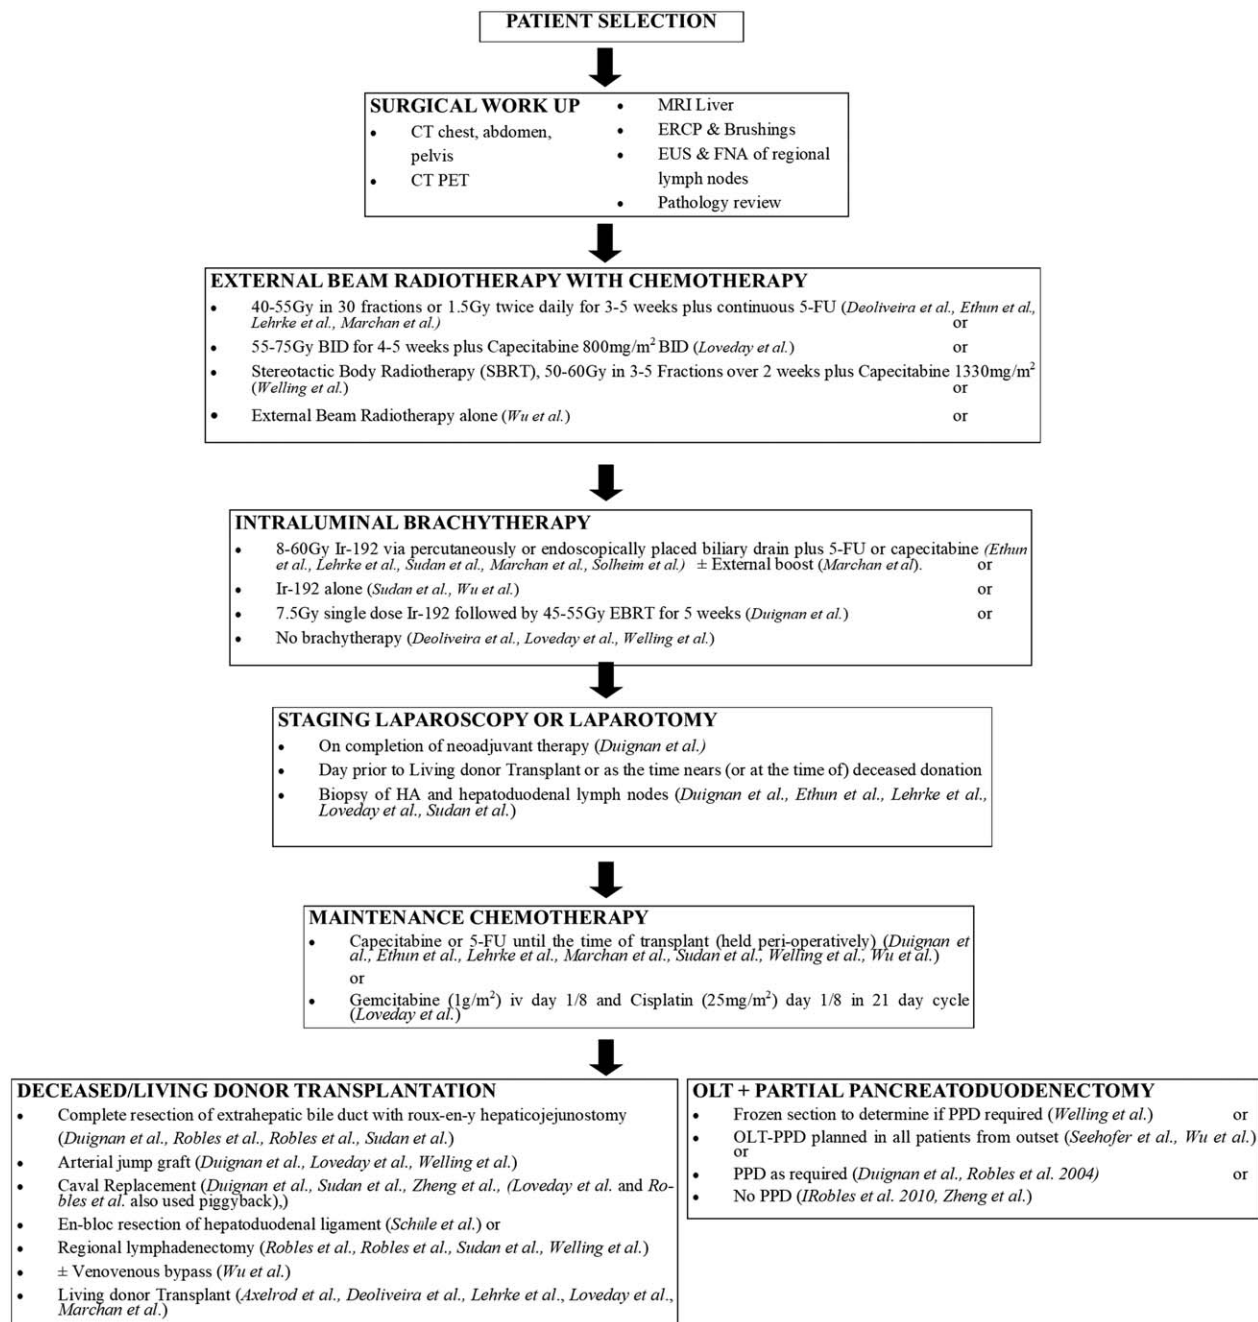 PATIENT SELECTION
SURGICAL WORK UP
• CT chest, abdomen,
pelvis
• CT PET
• MRI Liver
• ERCP & Brushings
• EUS & FNA of regional
lymph nodes
• Pathology review
EXTERNAL BEAM RADIOTHERAPY WITH CHEMOTHERAPY
• 40-55Gy in 30 fractions or 1.5Gy twice daily for 3-5 weeks plus continuous 5-FU (Deoliveira et al., Ethun et al.,
Lehrke et al., Marchan et al.) or
• 55-75Gy BID for 4-5 weeks plus Capecitabine 800mg/m² BID (Loveday et al.) or
• Stereotactic Body Radiotherapy (SBRT), 50-60Gy in 3-5 Fractions over 2 weeks plus Capecitabine 1330mg/m²
(Welling et al.) or
• External Beam Radiotherapy alone (Wu et al.) or
INTRALUMINAL BRACHYTHERAPY
• 8-60Gy Ir-192 via percutaneously or endoscopically placed biliary drain plus 5-FU or capecitabine (Ethun
et al., Lehrke et al., Sudan et al., Marchan et al., Solheim et al.) ± External boost (Marchan et al). or
• Ir-192 alone (Sudan et al., Wu et al.) or
• 7.5Gy single dose Ir-192 followed by 45-55Gy EBRT for 5 weeks (Duignan et al.) or
• No brachytherapy (Deoliveira et al., Loveday et al., Welling et al.)
STAGING LAPAROSCOPY OR LAPAROTOMY
• On completion of neoadjuvant therapy (Duignan et al.)
• Day prior to Living donor Transplant or as the time nears (or at the time of) deceased donation
• Biopsy of HA and hepatoduodenal lymph nodes (Duignan et al., Ethun et al., Lehrke et al.,
Loveday et al., Sudan et al.)
MAINTENANCE CHEMOTHERAPY
• Capecitabine or 5-FU until the time of transplant (held peri-operatively) (Duignan et
al., Ethun et al., Lehrke et al., Marchan et al., Sudan et al., Welling et al., Wu et al.)
or
• Gemcitabine (1g/m²) iv day 1/8 and Cisplatin (25mg/m²) day 1/8 in 21 day cycle
(Loveday et al.)
DECEASED/LIVING DONOR TRANSPLANTATION
• Complete resection of extrahepatic bile duct with roux-en-y hepaticojejunostomy
(Duignan et al., Robles et al., Robles et al., Sudan et al.)
• Arterial jump graft (Duignan et al., Loveday et al., Welling et al.)
• Caval Replacement (Duignan et al., Sudan et al., Zheng et al., (Loveday et al. and Ro-
bles et al. also used piggyback),)
• En-bloc resection of hepatoduodenal ligament (Schüle et al.) or
• Regional lymphadenectomy (Robles et al., Robles et al., Sudan et al., Welling et al.)
• ± Venovenous bypass (Wu et al.)
• Living donor Transplant (Axelrod et al., Deoliveira et al., Lehrke et al., Loveday et al.,
Marchan et al.)
OLT + PARTIAL PANCREATODUODENECTOMY
• Frozen section to determine if PPD required (Welling et al.) or
• OLT-PPD planned in all patients from outset (Seehofer et al., Wu et al.)
or
• PPD as required (Duignan et al., Robles et al. 2004) or
• No PPD (IRobles et al. 2010, Zheng et al.)